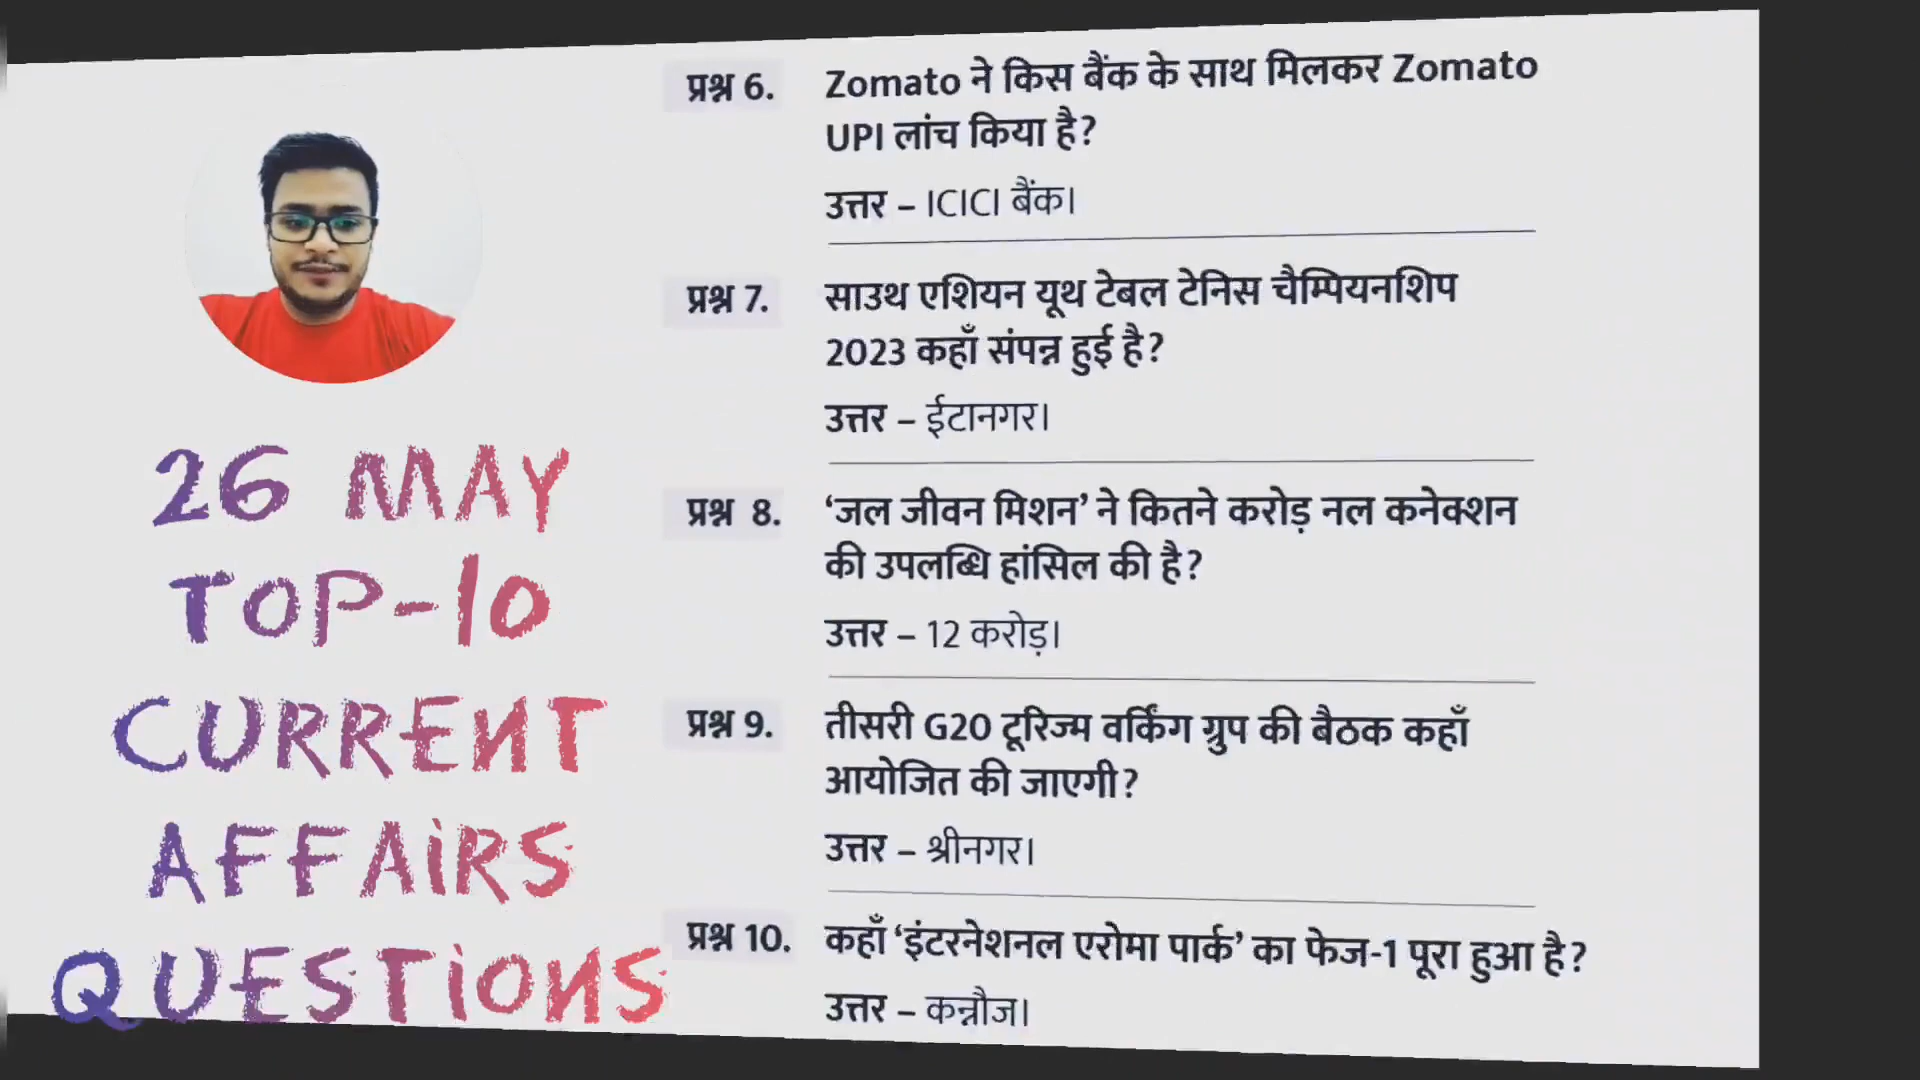 26 MAY
TOP-10
CURRENT
AFFAIRS
QUESTIONS
प्रश्न 6. Zomato ने किस बैंक के साथ मिलकर Zomato
UPI लांच किया है?
उत्तर – ICICI बैंक।
प्रश्न 7. साउथ एशियन यूथ टेबल टेनिस चैम्पियनशिप
2023 कहाँ संपन्न हुई है?
उत्तर – ईटानगर।
प्रश्न 8. ‘जल जीवन मिशन’ ने कितने करोड़ नल कनेक्शन
की उपलब्धि हांसिल की है?
उत्तर – 12 करोड़।
प्रश्न 9. तीसरी G20 टूरिज्म वर्किंग ग्रुप की बैठक कहाँ
आयोजित की जाएगी?
उत्तर – श्रीनगर।
प्रश्न 10. कहाँ ‘इंटरनेशनल एरोमा पार्क’ का फेज-1 पूरा हुआ है?
उत्तर – कन्नौज।